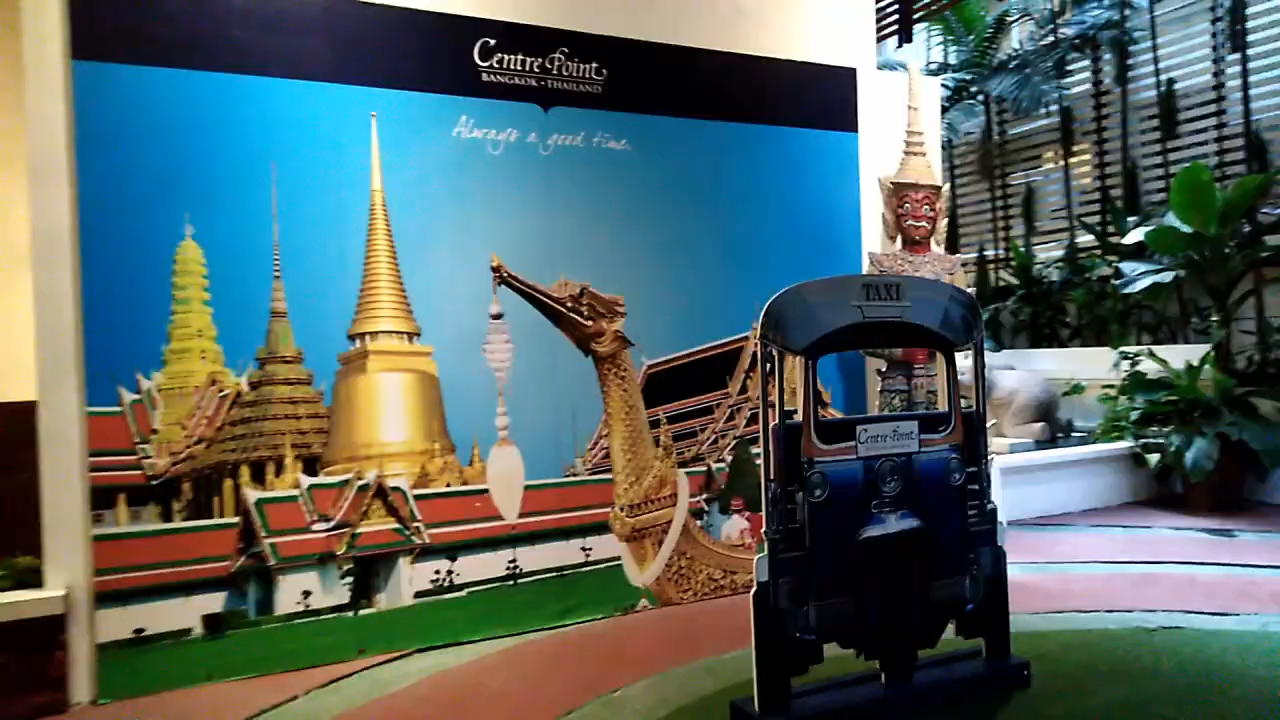 Centre Point
BANGKOK • THAILAND
Always a good time.
TAXI
Centre Point